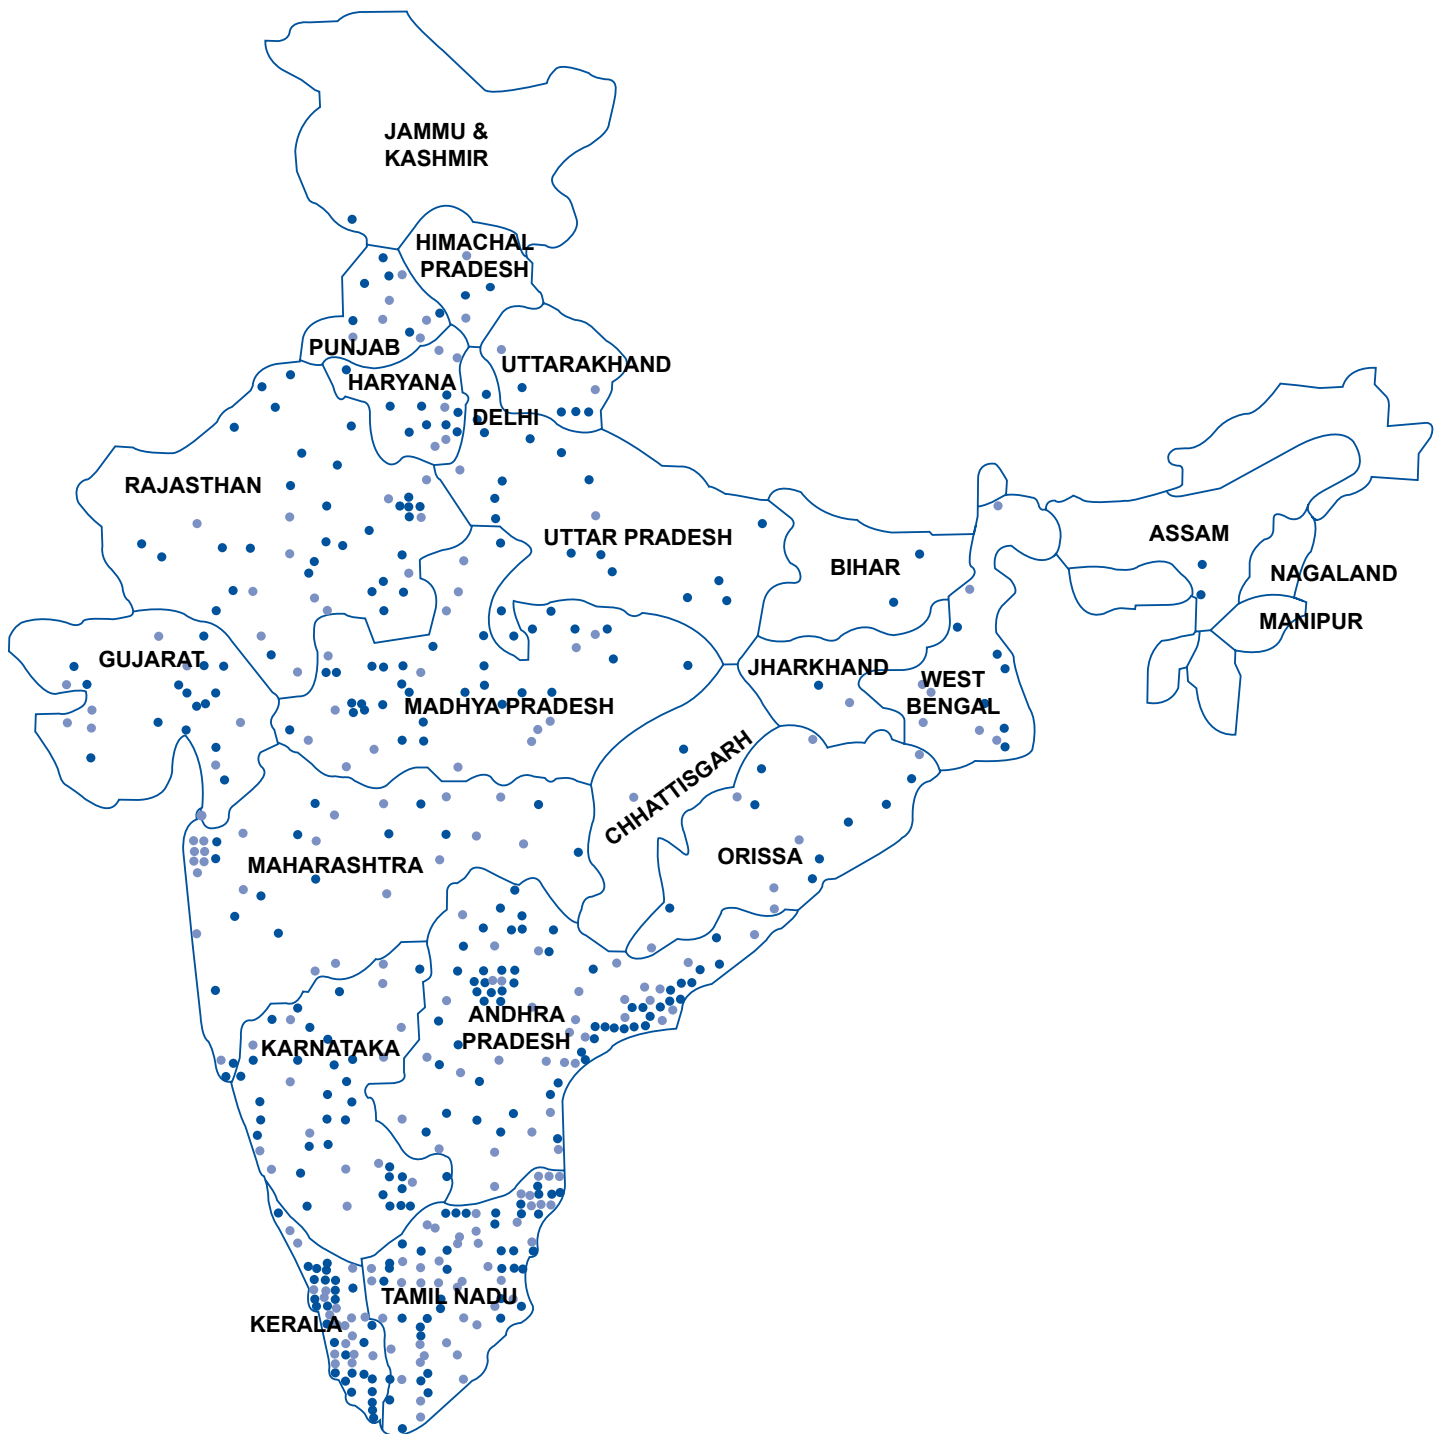 JAMMU &
KASHMIR
HIMACHAL
PRADESH
PUNJAB
UTTARAKHAND
HARYANA
DELHI
RAJASTHAN
UTTAR PRADESH
ASSAM
BIHAR
NAGALAND
MANIPUR
GUJARAT
JHARKHAND
WEST
BENGAL
MADHYA PRADESH
CHHATTISGARH
ORISSA
MAHARASHTRA
ANDHRA
PRADESH
KARNATAKA
TAMIL NADU
KERALA